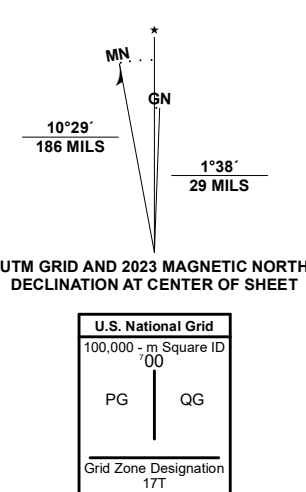 ★
MN
GN
10°29´
186 MILS
1°38´
29 MILS
UTM GRID AND 2023 MAGNETIC NORTH
DECLINATION AT CENTER OF SHEET
U.S. National Grid
100,000 - m Square ID
⁷00
PG QG
Grid Zone Designation
17T